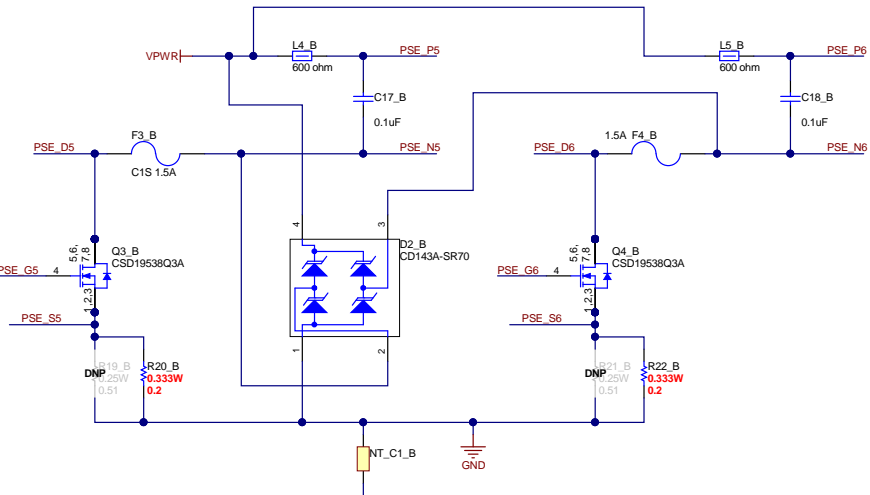 VPWR
L4_B
600 ohm
PSE_P5
L5_B
600 ohm
PSE_P6
C17_B
0.1uF
C18_B
0.1uF
PSE_D5
F3_B
C1S 1.5A
PSE_N5
PSE_D6
1.5A F4_B
PSE_N6
4
3
D2_B
CD143A-SR70
1
2
5,6,
7,8
Q3_B
CSD19538Q3A
PSE_G5
4
1,2,3
PSE_S5
5,6,
7,8
Q4_B
CSD19538Q3A
PSE_G6
4
1,2,3
PSE_S6
R19_B
DNP
0.25W
0.51
R20_B
0.333W
0.2
R21_B
DNP
0.25W
0.51
R22_B
0.333W
0.2
NT_C1_B
GND